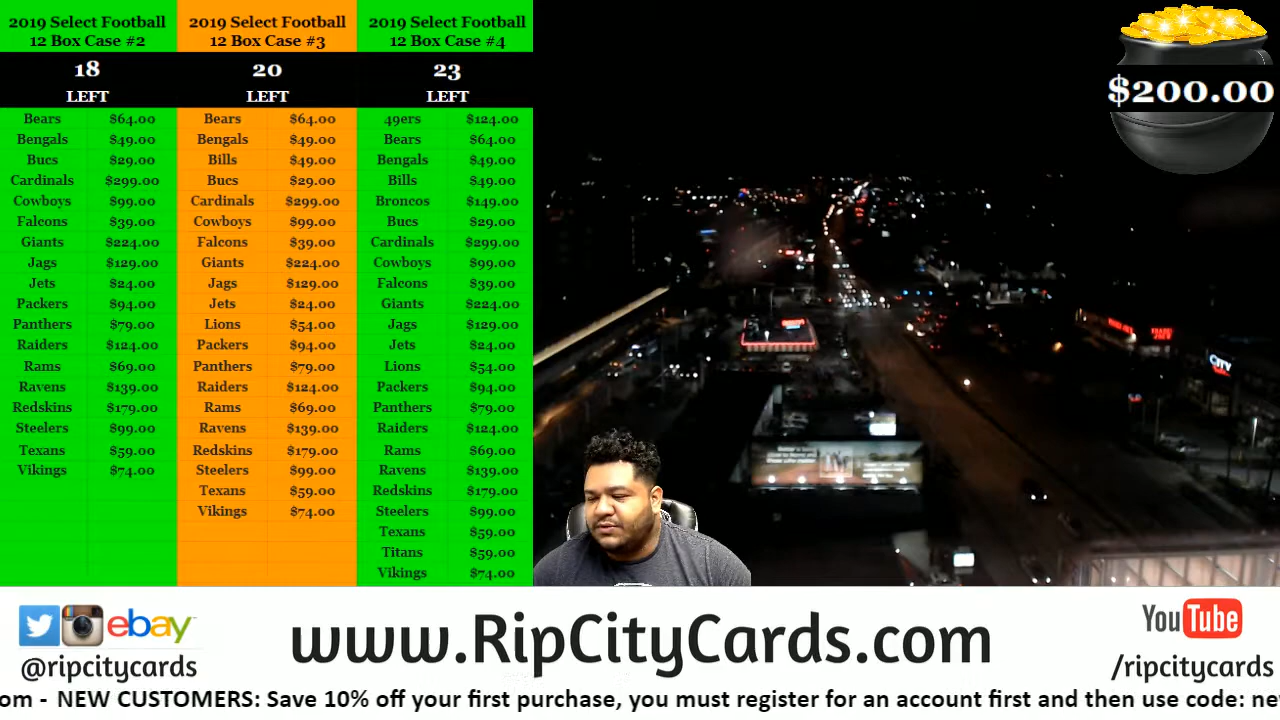 2019 Select Football
12 Box Case #2
18
LEFT
Bears $64.00
Bengals $49.00
Bucs $29.00
Cardinals $299.00
Cowboys $99.00
Falcons $39.00
Giants $224.00
Jags $129.00
Jets $24.00
Packers $94.00
Panthers $79.00
Raiders $124.00
Rams $69.00
Ravens $139.00
Redskins $179.00
Steelers $99.00
Texans $59.00
Vikings $74.00
2019 Select Football
12 Box Case #3
20
LEFT
Bears $64.00
Bengals $49.00
Bills $49.00
Bucs $29.00
Cardinals $299.00
Cowboys $99.00
Falcons $39.00
Giants $224.00
Jags $129.00
Jets $24.00
Lions $54.00
Packers $94.00
Panthers $79.00
Raiders $124.00
Rams $69.00
Ravens $139.00
Redskins $179.00
Steelers $99.00
Texans $59.00
Vikings $74.00
2019 Select Football
12 Box Case #4
23
LEFT
49ers $124.00
Bears $64.00
Bengals $49.00
Bills $49.00
Broncos $149.00
Bucs $29.00
Cardinals $299.00
Cowboys $99.00
Falcons $39.00
Giants $224.00
Jags $129.00
Jets $24.00
Lions $54.00
Packers $94.00
Panthers $79.00
Raiders $124.00
Rams $69.00
Ravens $139.00
Redskins $179.00
Steelers $99.00
Texans $59.00
Titans $59.00
Vikings $74.00
$200.00
CITY
ebay
@ripcitycards
www.RipCityCards.com
YouTube
/ripcitycards
om - NEW CUSTOMERS: Save 10% off your first purchase, you must register for an account first and then use code: ne